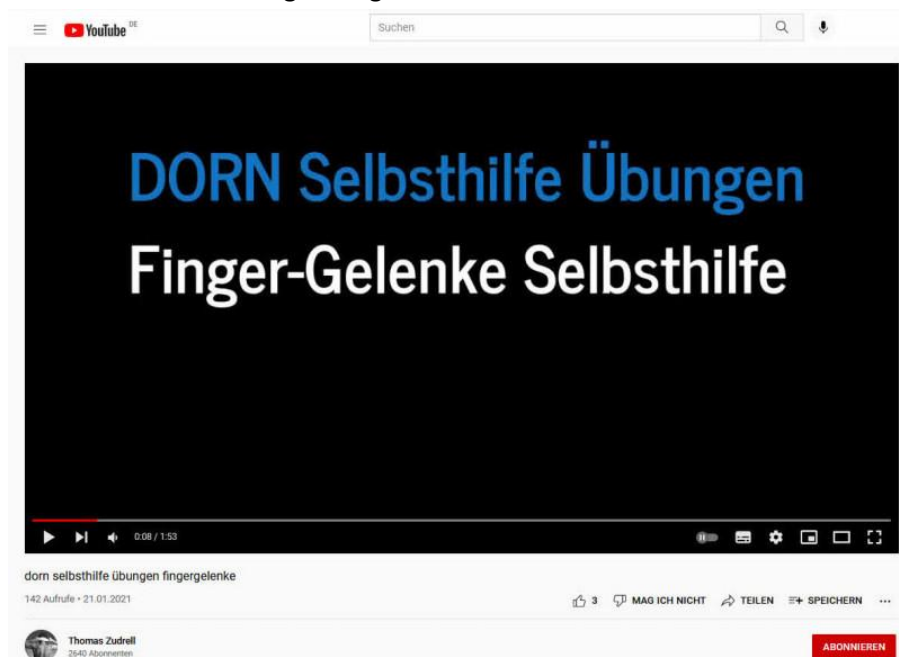 YouTube DE
Suchen
DORN Selbsthilfe Übungen
Finger-Gelenke Selbsthilfe
0:08 / 1:53
dorn selbsthilfe übungen fingergelenke
142 Aufrufe • 21.01.2021
3 MAG ICH NICHT TEILEN SPEICHERN
Thomas Zudrell
2640 Abonnenten
ABONNIEREN